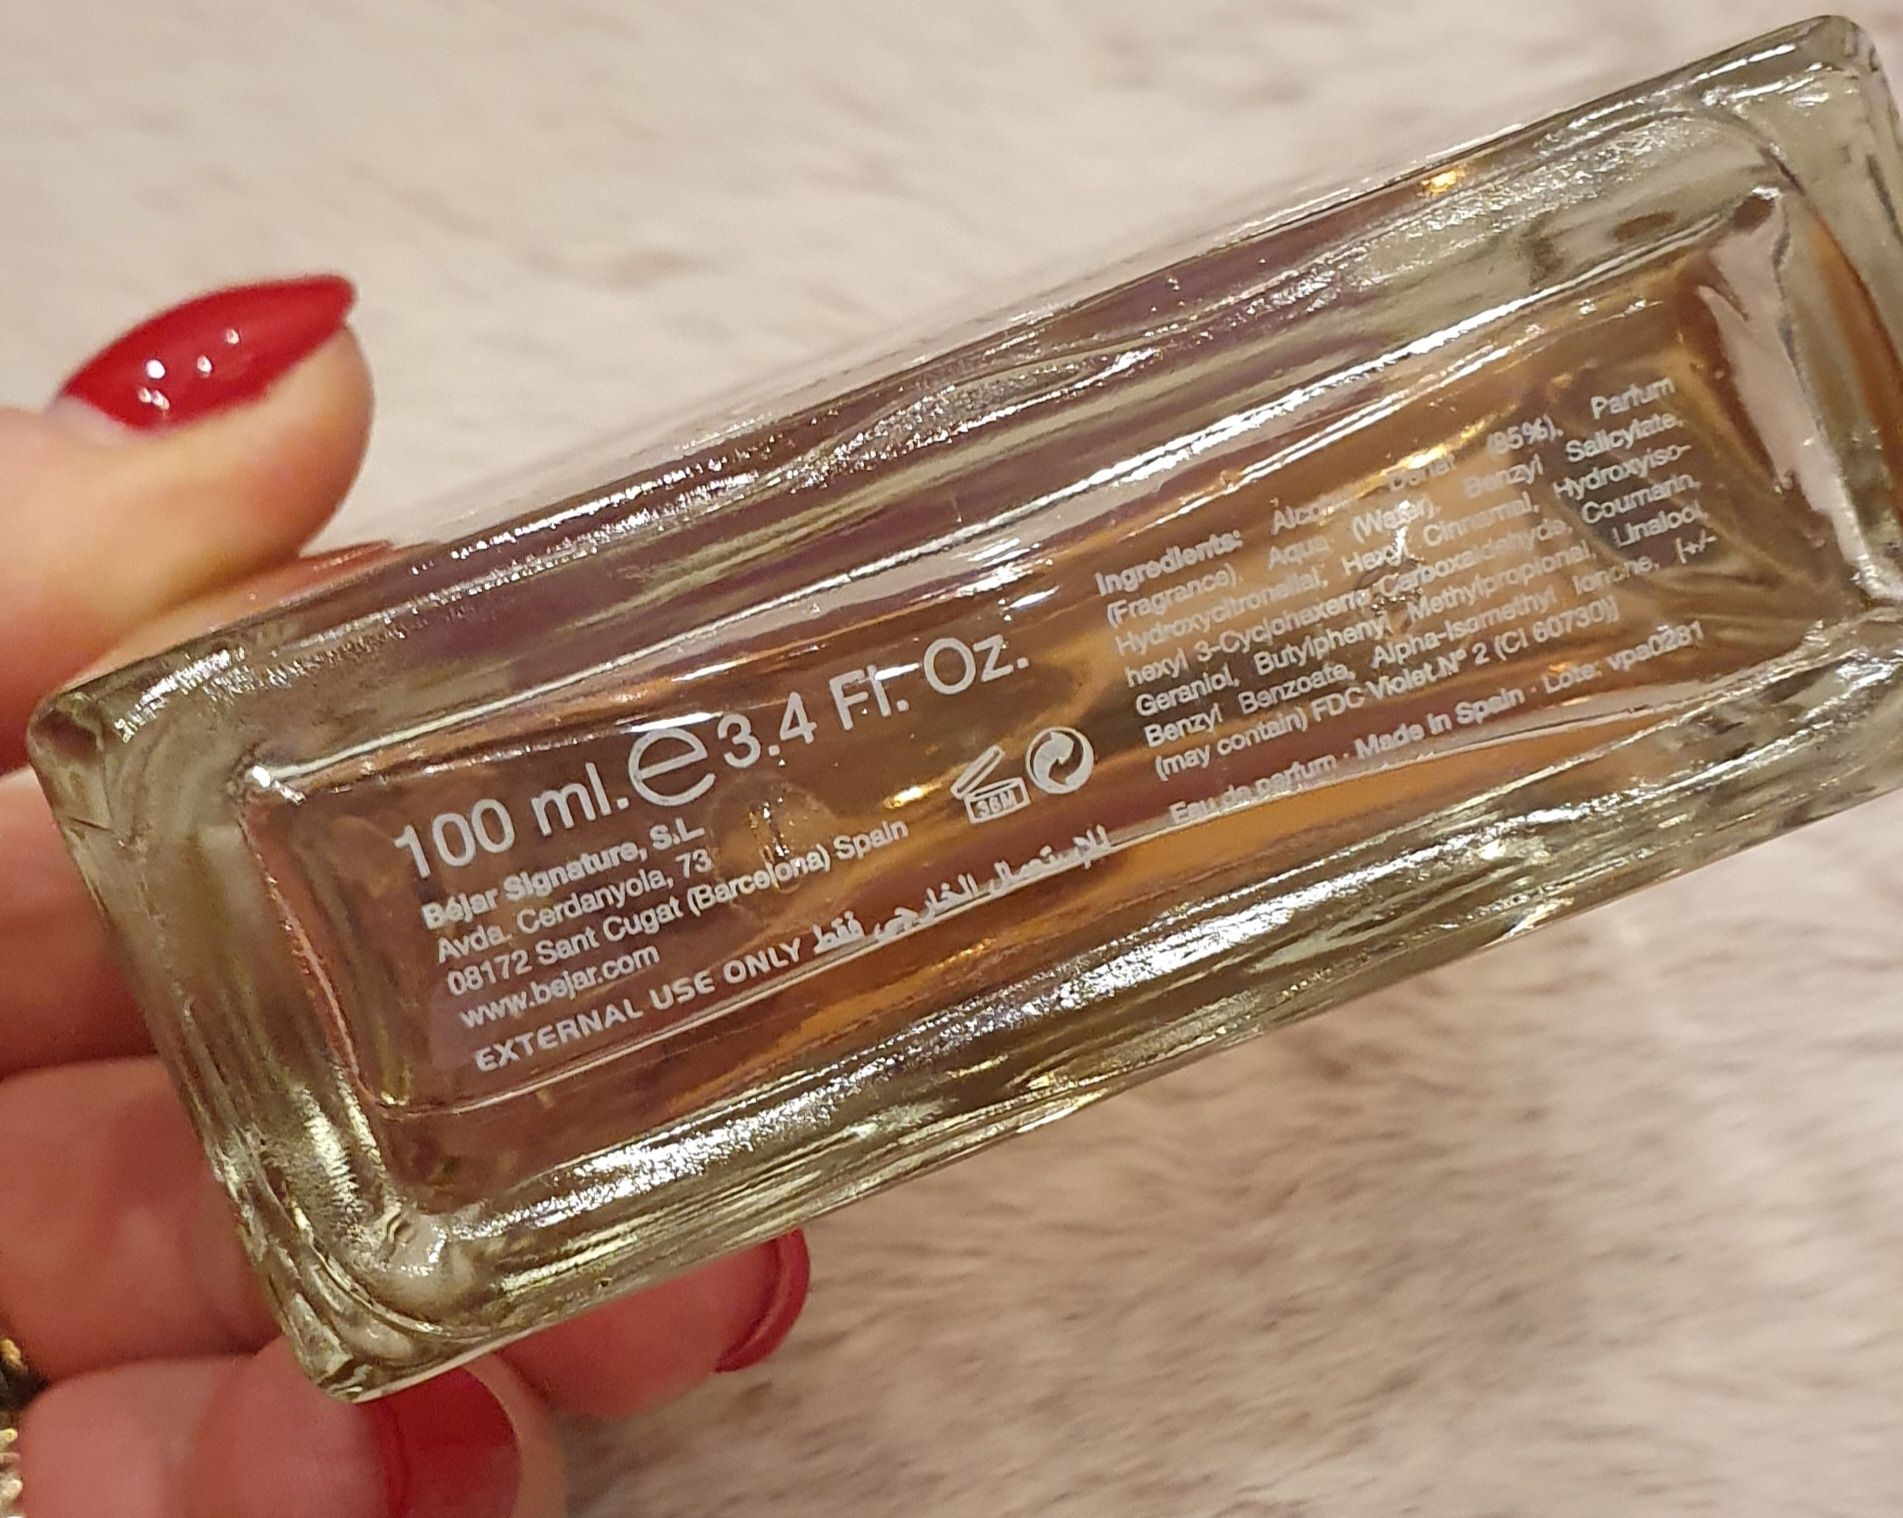 100 ml. e 3.4 Fl. Oz.
Béjar Signature, S.L
Avda. Cerdanyola, 73
08172 Sant Cugat (Barcelona) Spain
www.bejar.com
EXTERNAL USE ONLY للإستعمال الخارجي فقط
36M
Ingredients: Alcohol Denat (85%), Parfum
(Fragrance), Aqua (Water), Benzyl Salicylate,
Hydroxycitronellal, Hexyl Cinnamal, Hydroxyiso-
hexyl 3-Cyclohexene Carboxaldehyde, Coumarin,
Geraniol, Butylphenyl Methylpropional, Linalool,
Benzyl Benzoate, Alpha-Isomethyl Ionone, [+/-
(may contain) FDC Violet Nº 2 (CI 60730)]
Eau de parfum · Made in Spain · Lote: vpa0281